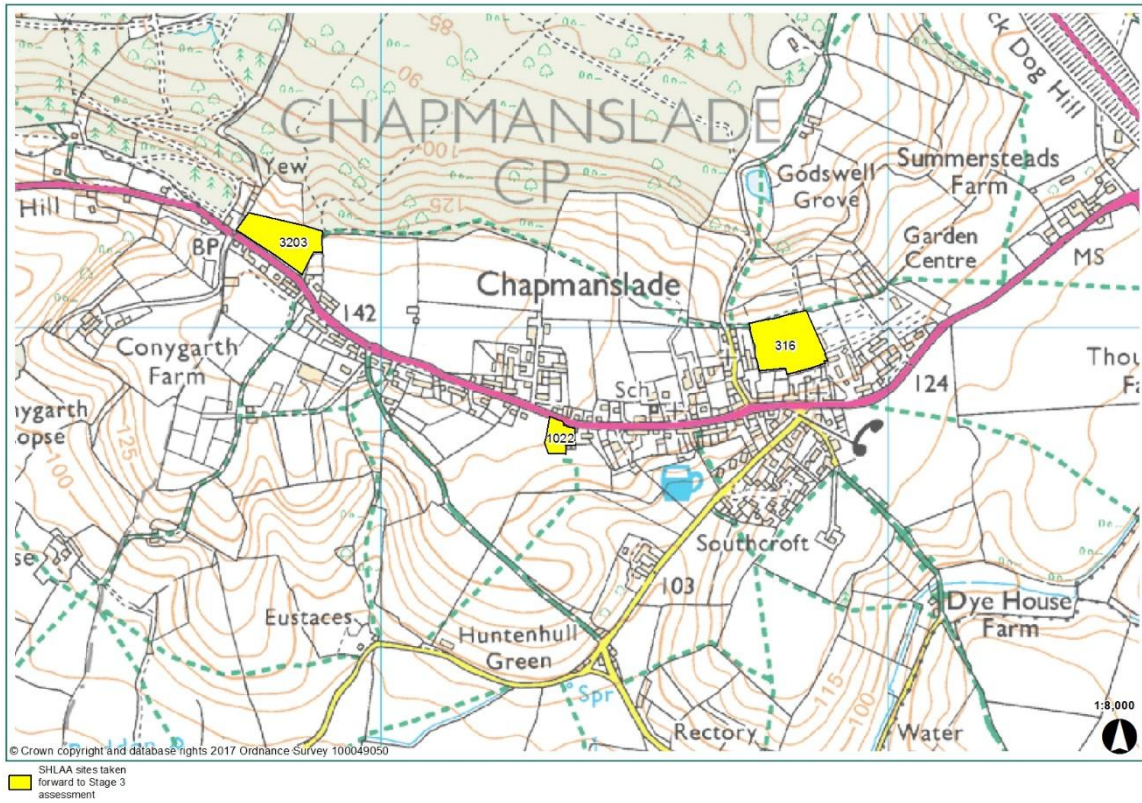 CHAPMANSLADE
CP
85
90
100
125
Yew
Hill
BP
3203
142
Conygarth
Farm
125
100
Chapmanslade
Sch
1022
316
Godswell
Grove
Summersteads
Farm
Garden
Centre
Dog Hill
MS
124
Southcroft
103
Eustaces
Huntenhull
Green
Spr
Rectory
Dye House
Farm
115
100
Water
1:8,000
© Crown copyright and database rights 2017 Ordnance Survey 100049050
SHLAA sites taken
forward to Stage 3
assessment